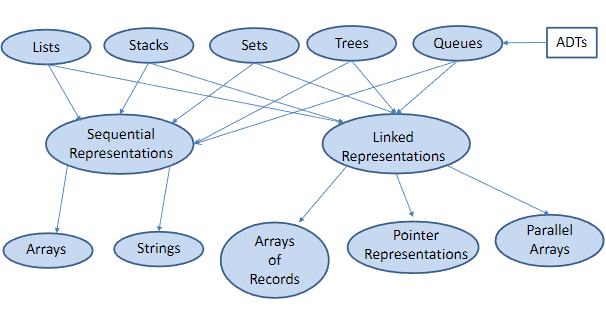 Lists
Stacks
Sets
Trees
Queues
ADTs
Sequential
Representations
Linked
Representations
Arrays
Strings
Arrays
of
Records
Pointer
Representations
Parallel
Arrays